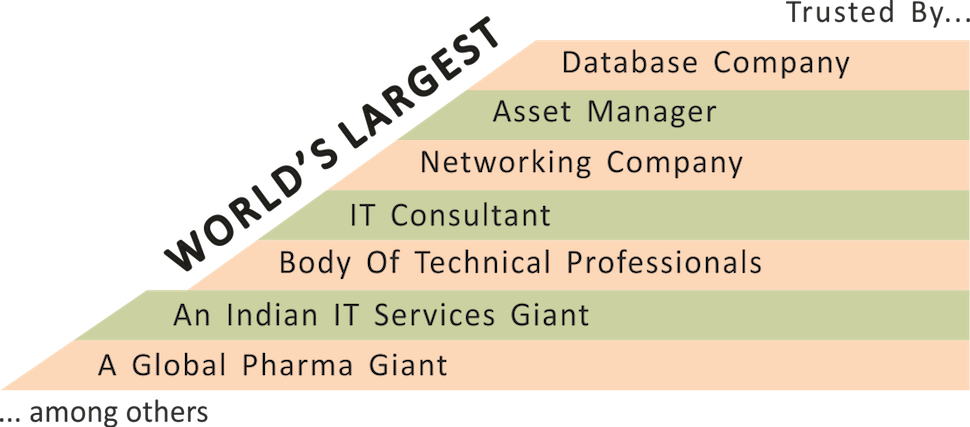 Trusted By...
WORLD'S LARGEST
Database Company
Asset Manager
Networking Company
IT Consultant
Body Of Technical Professionals
An Indian IT Services Giant
A Global Pharma Giant
... among others